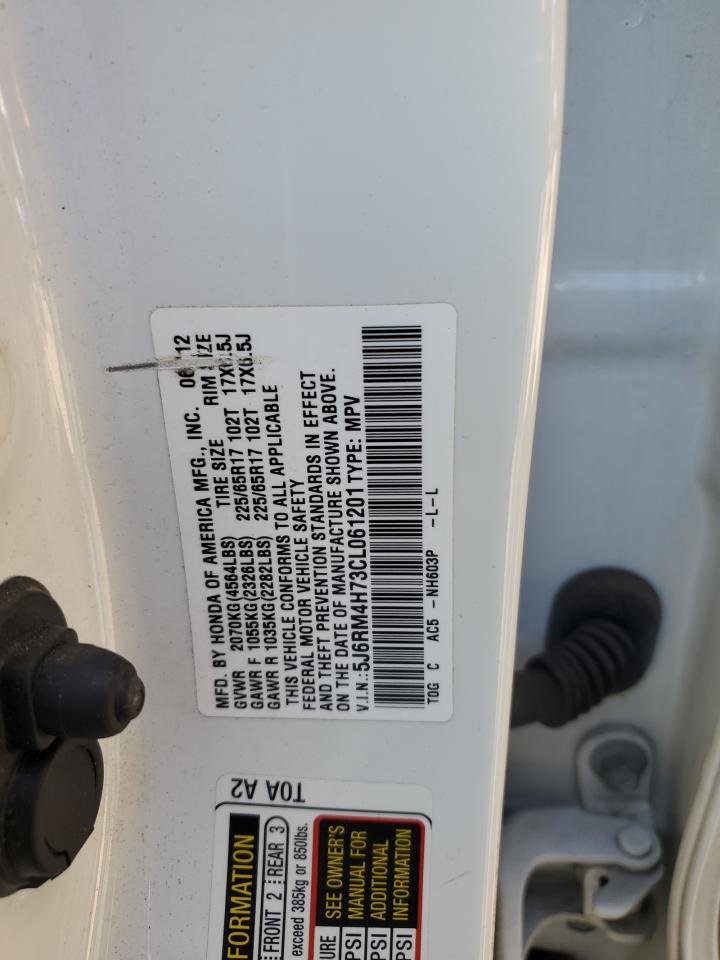 MFD. BY HONDA OF AMERICA MFG., INC. 06 12
GVWR 2070KG(4564LBS) TIRE SIZE RIM SIZE
GAWR F 1055KG(2326LBS) 225/65R17 102T 17X6.5J
GAWR R 1035KG(2282LBS) 225/65R17 102T 17X6.5J
THIS VEHICLE CONFORMS TO ALL APPLICABLE
FEDERAL MOTOR VEHICLE SAFETY
AND THEFT PREVENTION STANDARDS IN EFFECT
ON THE DATE OF MANUFACTURE SHOWN ABOVE.
V.I.N.:5J6RM4H73CL061201TYPE: MPV
T0G C AC5 -NH603P -L-L
T0A A2
FORMATION
FRONT 2 REAR 3
exceed 385kg or 850lbs.
URE SEE OWNER'S
PSI MANUAL FOR
PSI ADDITIONAL
PSI INFORMATION